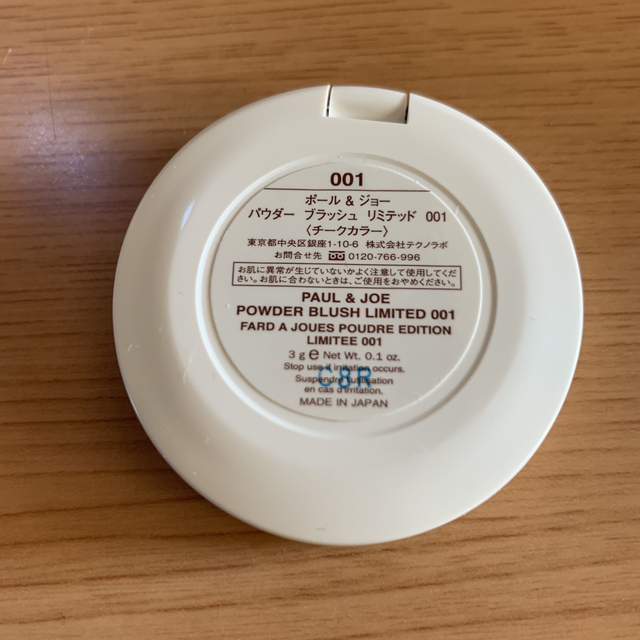 001
ポール & ジョー
パウダー ブラッシュ リミテッド 001
〈チークカラー〉
東京都中央区銀座1-10-6 株式会社テクノラボ
お問合せ先 0120-766-996
お肌に異常が生じていないかよく注意して使用してくだ
さい。お肌に合わないときは、ご使用をおやめください。
PAUL & JOE
POWDER BLUSH LIMITED 001
FARD A JOUES POUDRE EDITION
LIMITEE 001
3 g ℮ Net Wt. 0.1 oz.
Stop use if irritation occurs.
C8R
Suspendre l'utilisation
en cas d'irritation.
MADE IN JAPAN